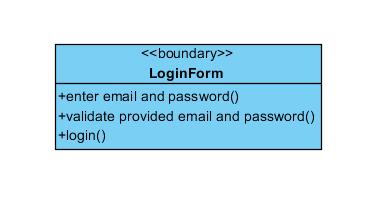 <<boundary>>
LoginForm
+enter email and password()
+validate provided email and password()
+login()